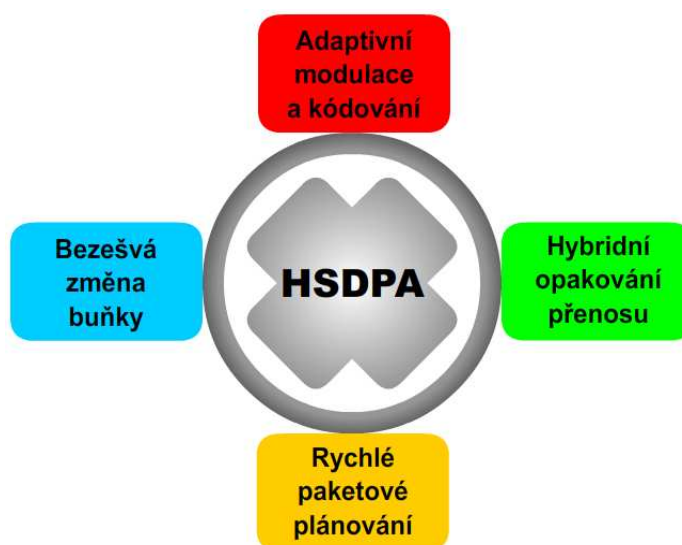 Adaptivní
modulace
a kódování
Bezešvá
změna
buňky
HSDPA
Hybridní
opakování
přenosu
Rychlé
paketové
plánování